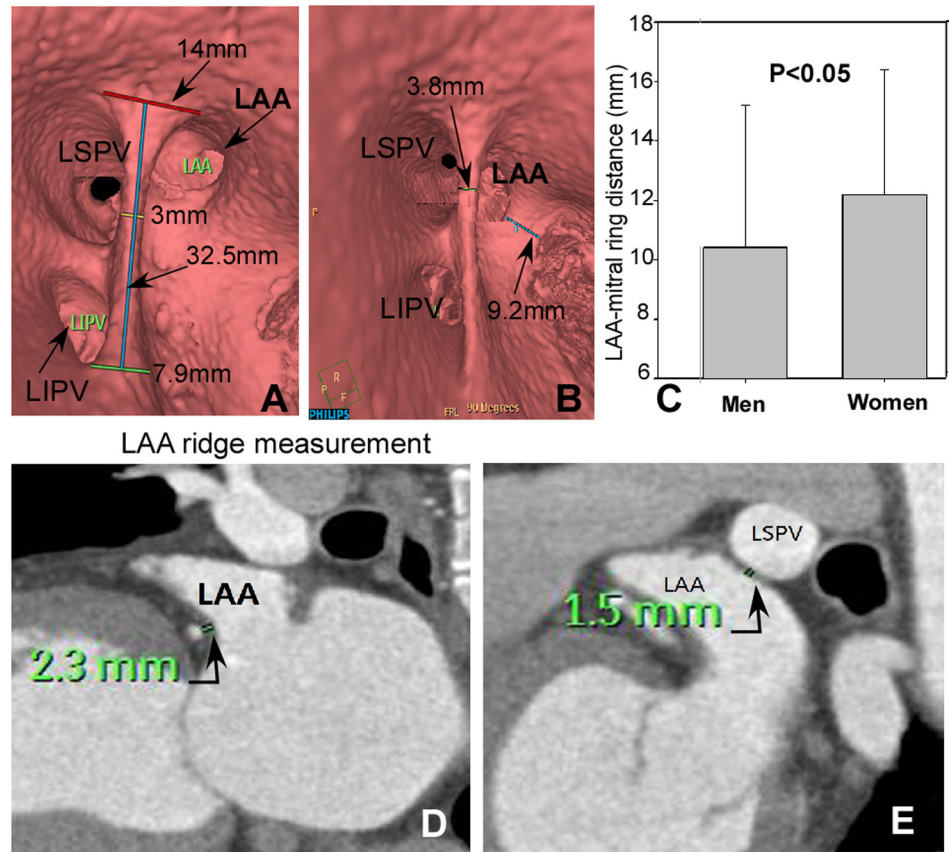 14mm
LAA
LSPV
LAA
3mm
32.5mm
LIPV
LIPV
7.9mm
A
3.8mm
LSPV
LAA
P
9.2mm
LIPV
R
P
F
PHILIPS
FRL 90 Degrees
B
LAA-mitral ring distance (mm)
18
16
14
12
10
8
6
P<0.05
C
Men
Women
LAA ridge measurement
LAA
2.3 mm
D
LSPV
LAA
1.5 mm
E